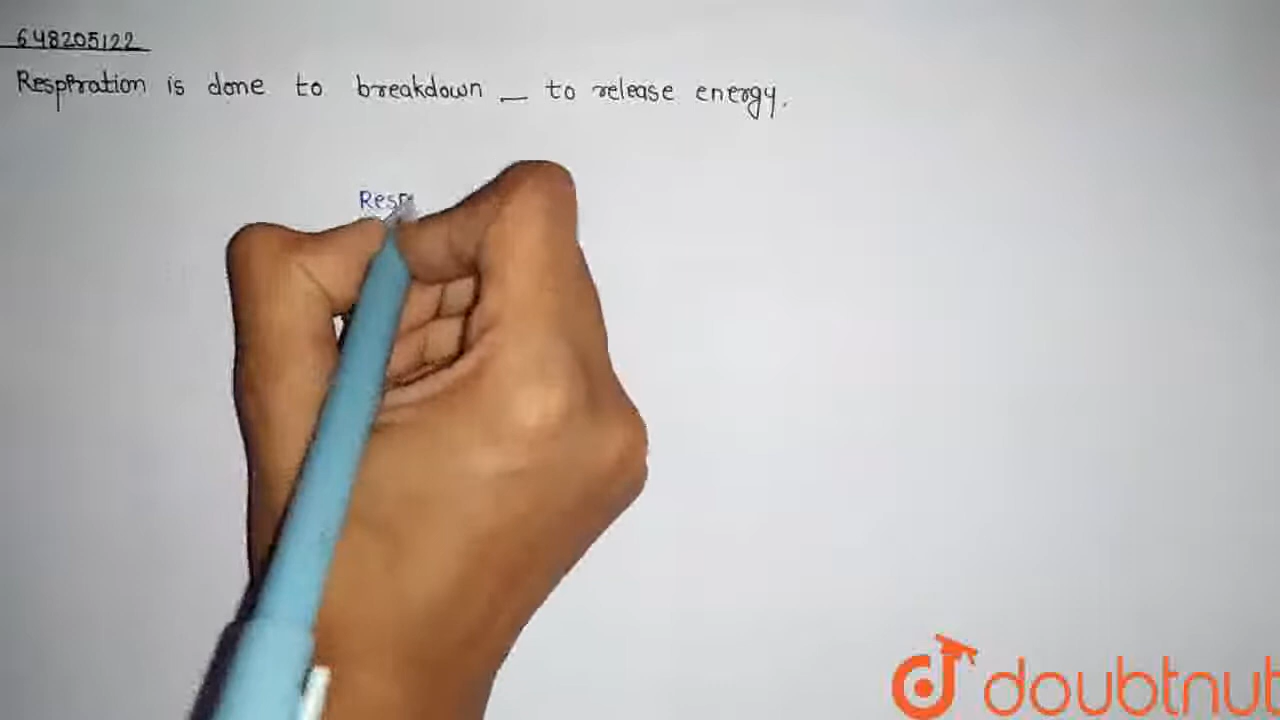 648205122
Respiration is done to breakdown _ to release energy.
Resp
doubtnut